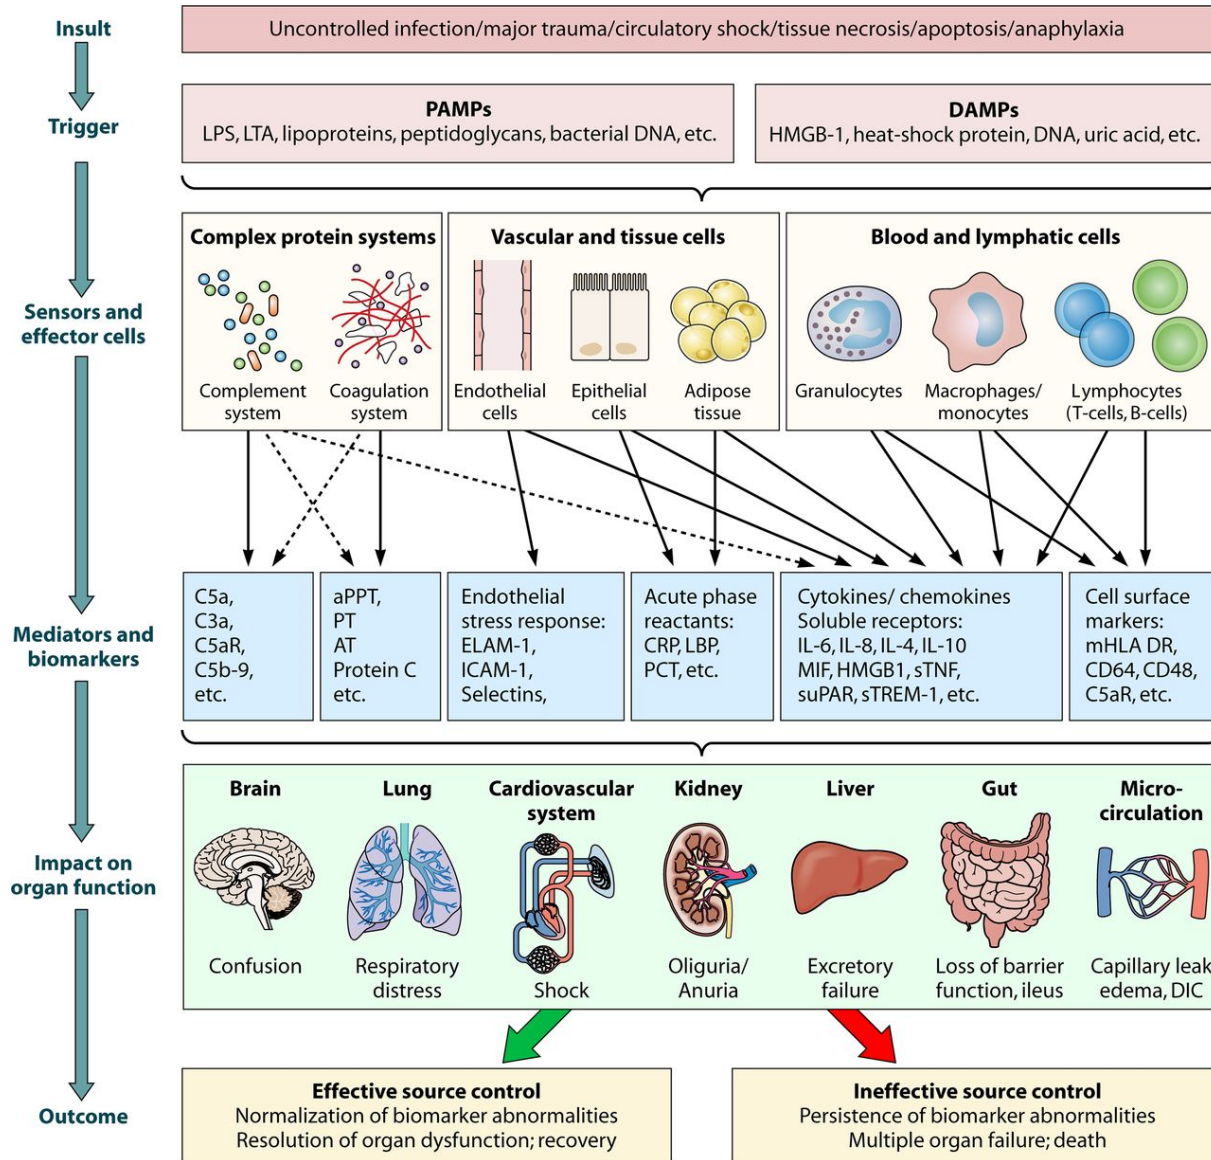 Insult
Uncontrolled infection/major trauma/circulatory shock/tissue necrosis/apoptosis/anaphylaxia
Trigger
PAMPs
LPS, LTA, lipoproteins, peptidoglycans, bacterial DNA, etc.
DAMPs
HMGB-1, heat-shock protein, DNA, uric acid, etc.
Sensors and
effector cells
Complex protein systems
Complement
system
Coagulation
system
Vascular and tissue cells
Endothelial
cells
Epithelial
cells
Adipose
tissue
Blood and lymphatic cells
Granulocytes
Macrophages/
monocytes
Lymphocytes
(T-cells, B-cells)
Mediators and
biomarkers
C5a,
C3a,
C5aR,
C5b-9,
etc.
aPPT,
PT
AT
Protein C
etc.
Endothelial
stress response:
ELAM-1,
ICAM-1,
Selectins,
Acute phase
reactants:
CRP, LBP,
PCT, etc.
Cytokines/ chemokines
Soluble receptors:
IL-6, IL-8, IL-4, IL-10
MIF, HMGB1, sTNF,
suPAR, sTREM-1, etc.
Cell surface
markers:
mHLA DR,
CD64, CD48,
C5aR, etc.
Impact on
organ function
Brain
Confusion
Lung
Respiratory
distress
Cardiovascular
system
Shock
Kidney
Oliguria/
Anuria
Liver
Excretory
failure
Gut
Loss of barrier
function, ileus
Micro-
circulation
Capillary leak
edema, DIC
Outcome
Effective source control
Normalization of biomarker abnormalities
Resolution of organ dysfunction; recovery
Ineffective source control
Persistence of biomarker abnormalities
Multiple organ failure; death